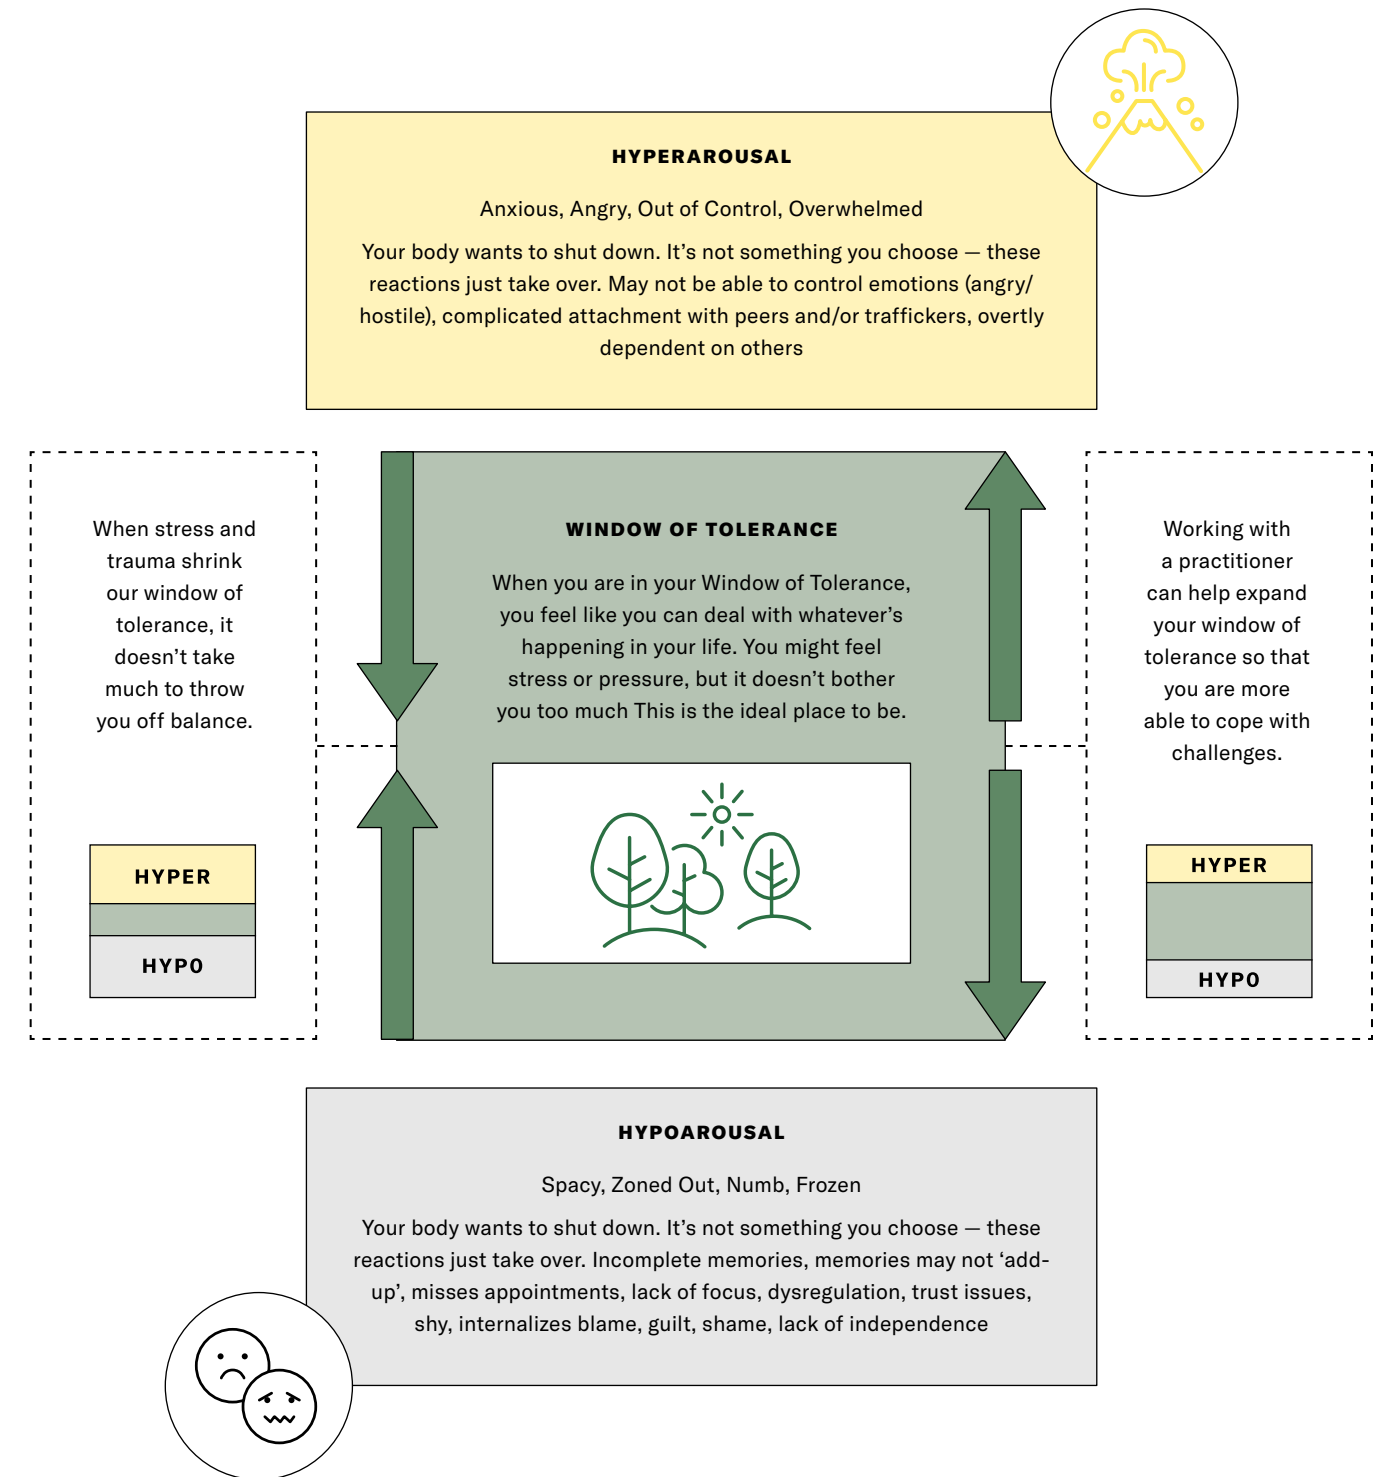 HYPERAROUSAL
Anxious, Angry, Out of Control, Overwhelmed
Your body wants to shut down. It’s not something you choose — these
reactions just take over. May not be able to control emotions (angry/
hostile), complicated attachment with peers and/or traffickers, overtly
dependent on others
When stress and
trauma shrink
our window of
tolerance, it
doesn’t take
much to throw
you off balance.
HYPER
HYPO
WINDOW OF TOLERANCE
When you are in your Window of Tolerance,
you feel like you can deal with whatever’s
happening in your life. You might feel
stress or pressure, but it doesn’t bother
you too much This is the ideal place to be.
Working with
a practitioner
can help expand
your window of
tolerance so that
you are more
able to cope with
challenges.
HYPER
HYPO
HYPOAROUSAL
Spacy, Zoned Out, Numb, Frozen
Your body wants to shut down. It’s not something you choose — these
reactions just take over. Incomplete memories, memories may not ‘add-
up’, misses appointments, lack of focus, dysregulation, trust issues,
shy, internalizes blame, guilt, shame, lack of independence